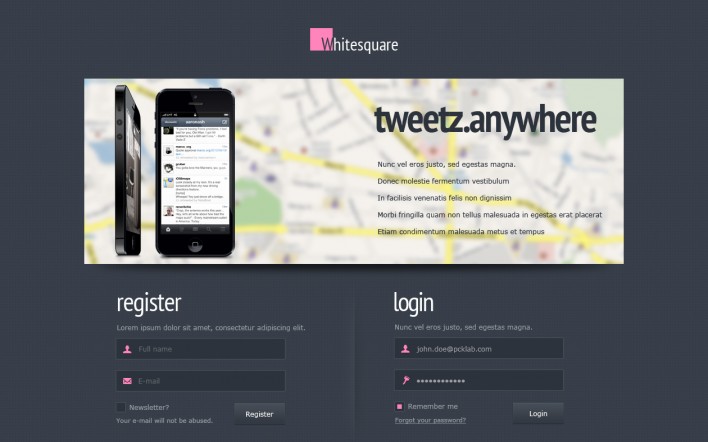 Whitesquare
tweetz.anywhere
Nunc vel eros justo, sed egestas magna.
Donec molestie fermentum vestibulum
In facilisis venenatis felis non dignissim
Morbi fringilla quam non tellus malesuada in egestas erat placerat
Etiam condimentum malesuada metus et tempus
register
Lorem ipsum dolor sit amet, consectetur adipiscing elit.
Full name
E-mail
Newsletter?
Your e-mail will not be abused.
Register
login
Nunc vel eros justo, sed egestas magna.
john.doe@pcklab.com
••••••••••••
Remember me
Forgot your password?
Login